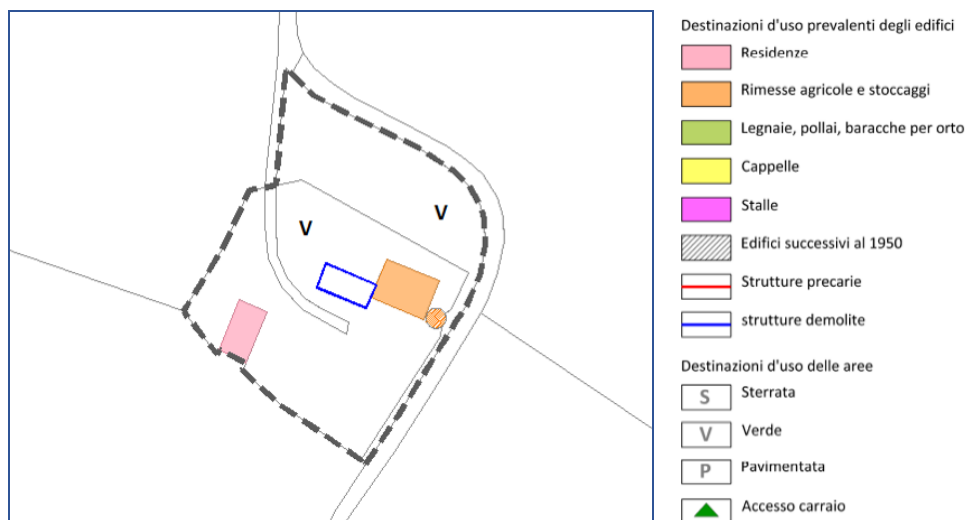 V
V
Destinazioni d'uso prevalenti degli edifici
Residenze
Rimesse agricole e stoccaggi
Legnaie, pollai, baracche per orto
Cappelle
Stalle
Edifici successivi al 1950
Strutture precarie
strutture demolite
Destinazioni d'uso delle aree
S Sterrata
V Verde
P Pavimentata
Accesso carraio